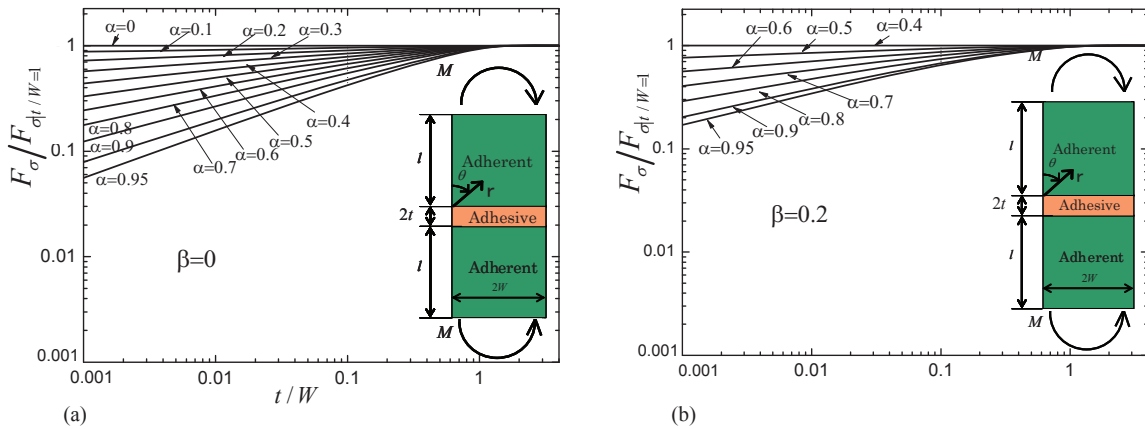 α=0
α=0.1
α=0.2
α=0.3
1
M
F_σ/F_σ|t/W=1
0.1
α=0.8
α=0.9
α=0.95
α=0.7
α=0.6
α=0.5
α=0.4
l
Adherent
θ
r
2t
Adhesive
0.01
β=0
l
Adherent
2W
M
0.001
0.001
0.01
0.1
1
t/W
(a)
α=0.6
α=0.5
α=0.4
1
M
F_σ/F_σ|t/W=1
0.1
α=0.95
α=0.9
α=0.8
α=0.7
l
Adherent
θ
r
2t
Adhesive
0.01
β=0.2
l
Adherent
2W
M
0.001
0.001
0.01
0.1
1
(b)